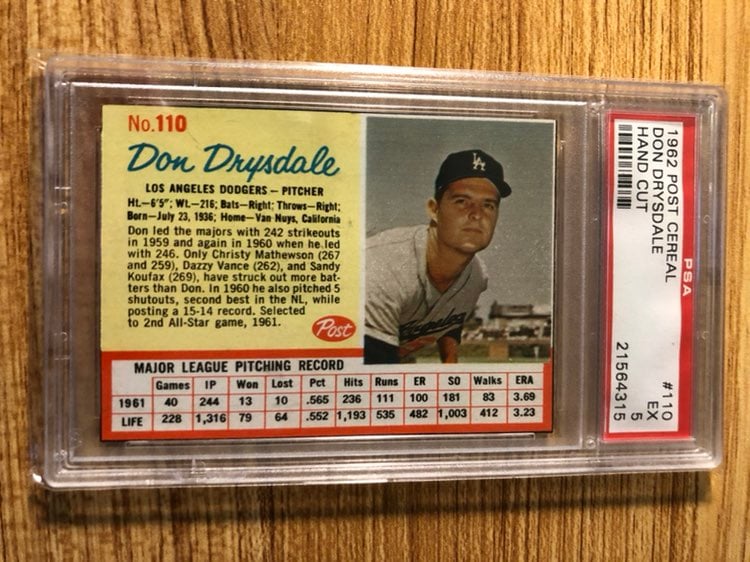 No.110
Don Drysdale
LOS ANGELES DODGERS — PITCHER
Ht.—6'5"; Wt.—216; Bats—Right; Throws—Right;
Born—July 23, 1936; Home—Van Nuys, California
Don led the majors with 242 strikeouts
in 1959 and again in 1960 when he led
with 246. Only Christy Mathewson (267
and 259), Dazzy Vance (262), and Sandy
Koufax (269), have struck out more bat-
ters than Don. In 1960 he also pitched 5
shutouts, second best in the NL, while
posting a 15-14 record. Selected
to 2nd All-Star game, 1961.
Post
LA
MAJOR LEAGUE PITCHING RECORD
Games IP Won Lost Pct Hits Runs ER SO Walks ERA
1961 40 244 13 10 .565 236 111 100 181 83 3.69
LIFE 228 1,316 79 64 .552 1,193 535 482 1,003 412 3.23
PSA
1962 POST CEREAL #110
DON DRYSDALE EX
HAND CUT 5
21564315